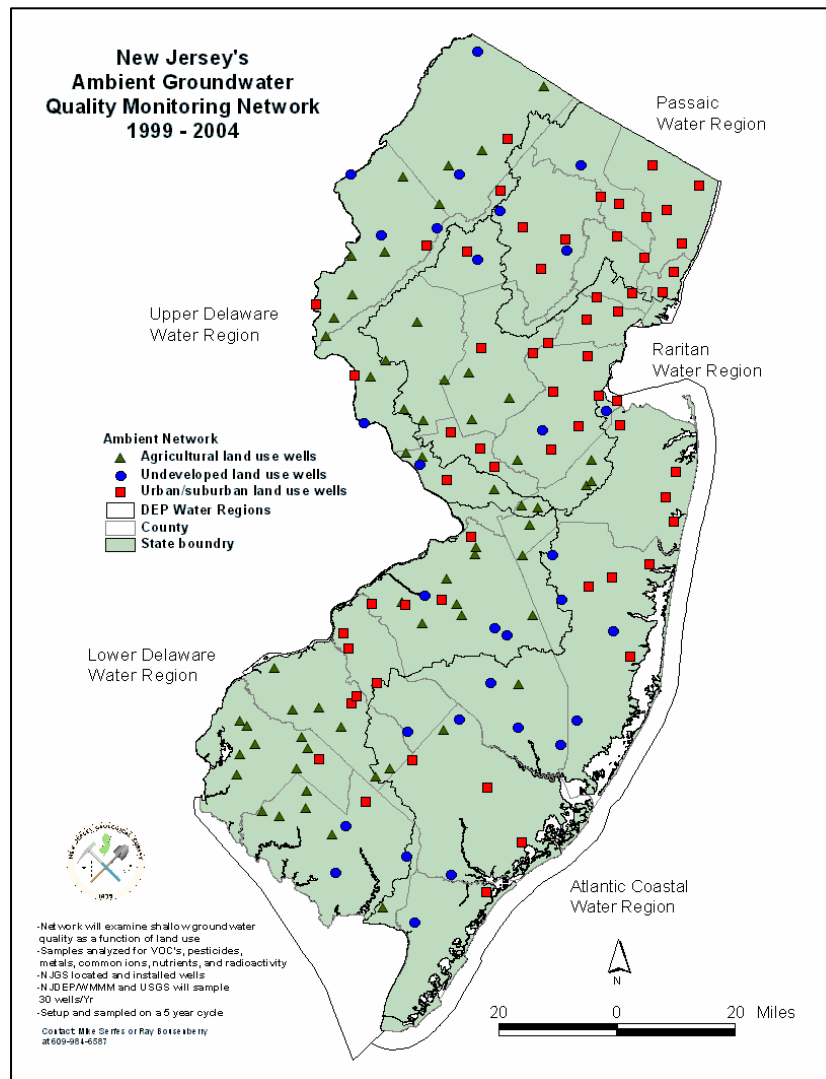 New Jersey's
Ambient Groundwater
Quality Monitoring Network
1999 - 2004
Passaic
Water Region
Upper Delaware
Water Region
Raritan
Water Region
Ambient Network
Agricultural land use wells
Undeveloped land use wells
Urban/suburban land use wells
DEP Water Regions
County
State boundry
Lower Delaware
Water Region
Atlantic Coastal
Water Region
NEW JERSEY GEOLOGICAL SURVEY
-Network will examine shallow groundwater
quality as a function of land use
-Samples analyzed for VOC's, pesticides,
metals, common ions, nutrients, and radioactivity
-NJGS located and installed wells
-NJDEP/WMMM and USGS will sample
30 wells/Yr
-Setup and sampled on a 5 year cycle
Contact: Mike Serfes or Ray Bousenberry
at 609-984-6587
N
20 0 20 Miles